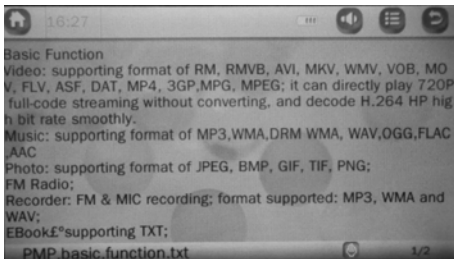 16:27
Basic Function
Video: supporting format of RM, RMVB, AVI, MKV, WMV, VOB, MO
V, FLV, ASF, DAT, MP4, 3GP,MPG, MPEG; it can directly play 720P
full-code streaming without converting, and decode H.264 HP hig
h bit rate smoothly.
Music: supporting format of MP3,WMA,DRM WMA, WAV,OGG,FLAC
,AAC
Photo: supporting format of JPEG, BMP, GIF, TIF, PNG;
FM Radio;
Recorder: FM & MIC recording; format supported: MP3, WMA and
WAV;
EBook£ºsupporting TXT;
PMP.basic.function.txt 1/2